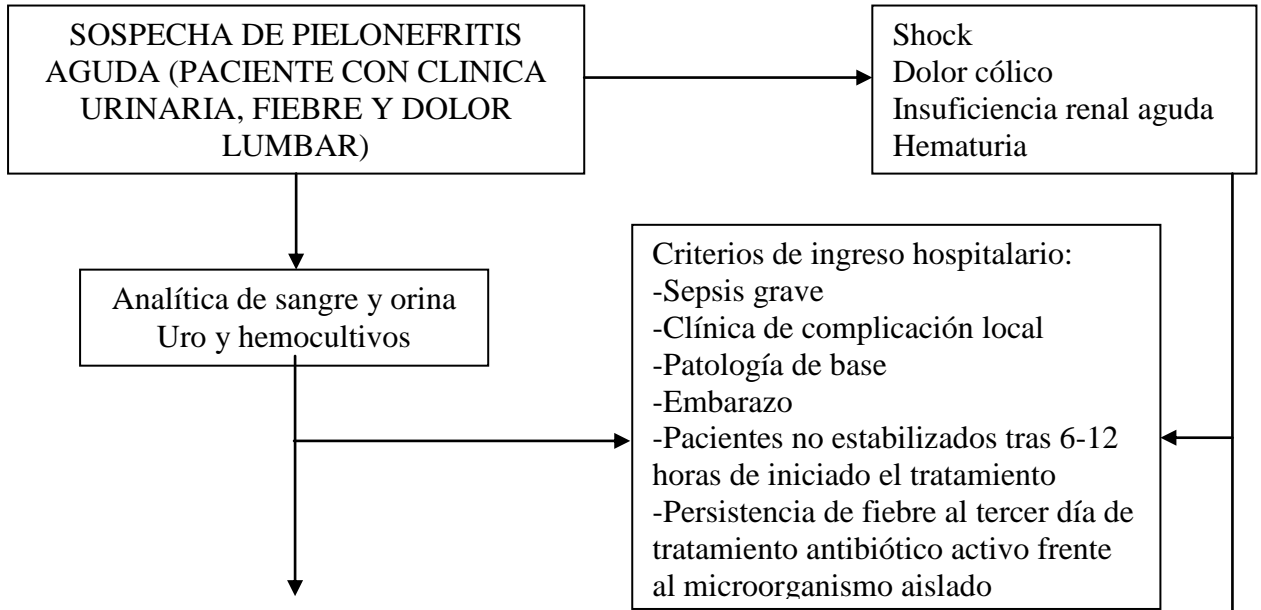 SOSPECHA DE PIELONEFRITIS
AGUDA (PACIENTE CON CLINICA
URINARIA, FIEBRE Y DOLOR
LUMBAR)
Shock
Dolor cólico
Insuficiencia renal aguda
Hematuria
Analítica de sangre y orina
Uro y hemocultivos
Criterios de ingreso hospitalario:
-Sepsis grave
-Clínica de complicación local
-Patología de base
-Embarazo
-Pacientes no estabilizados tras 6-12
horas de iniciado el tratamiento
-Persistencia de fiebre al tercer día de
tratamiento antibiótico activo frente
al microorganismo aislado